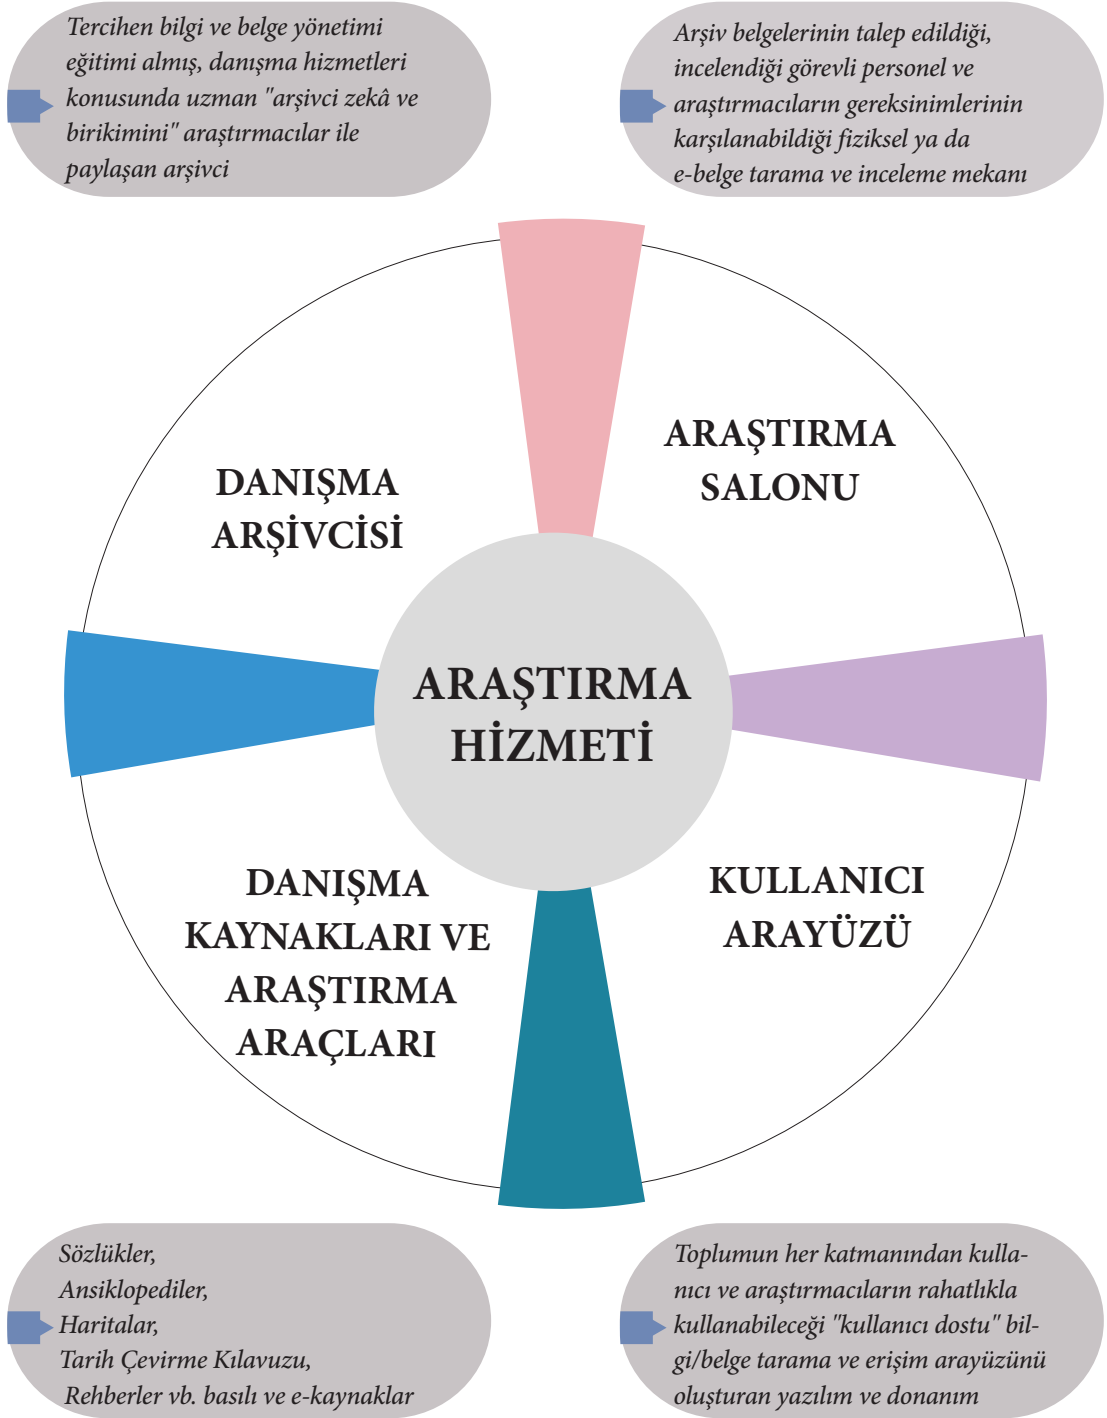 Tercihen bilgi ve belge yönetimi
eğitimi almış, danışma hizmetleri
konusunda uzman "arşivci zekâ ve
birikimini" araştırmacılar ile
paylaşan arşivci
Arşiv belgelerinin talep edildiği,
incelendiği görevli personel ve
araştırmacıların gereksinimlerinin
karşılanabildiği fiziksel ya da
e-belge tarama ve inceleme mekanı
DANIŞMA
ARŞİVCİSİ
ARAŞTIRMA
SALONU
ARAŞTIRMA
HİZMETİ
DANIŞMA
KAYNAKLARI VE
ARAŞTIRMA
ARAÇLARI
KULLANICI
ARAYÜZÜ
Sözlükler,
Ansiklopediler,
Haritalar,
Tarih Çevirme Kılavuzu,
Rehberler vb. basılı ve e-kaynaklar
Toplumun her katmanından kulla-
nıcı ve araştırmacıların rahatlıkla
kullanabileceği "kullanıcı dostu" bil-
gi/belge tarama ve erişim arayüzünü
oluşturan yazılım ve donanım